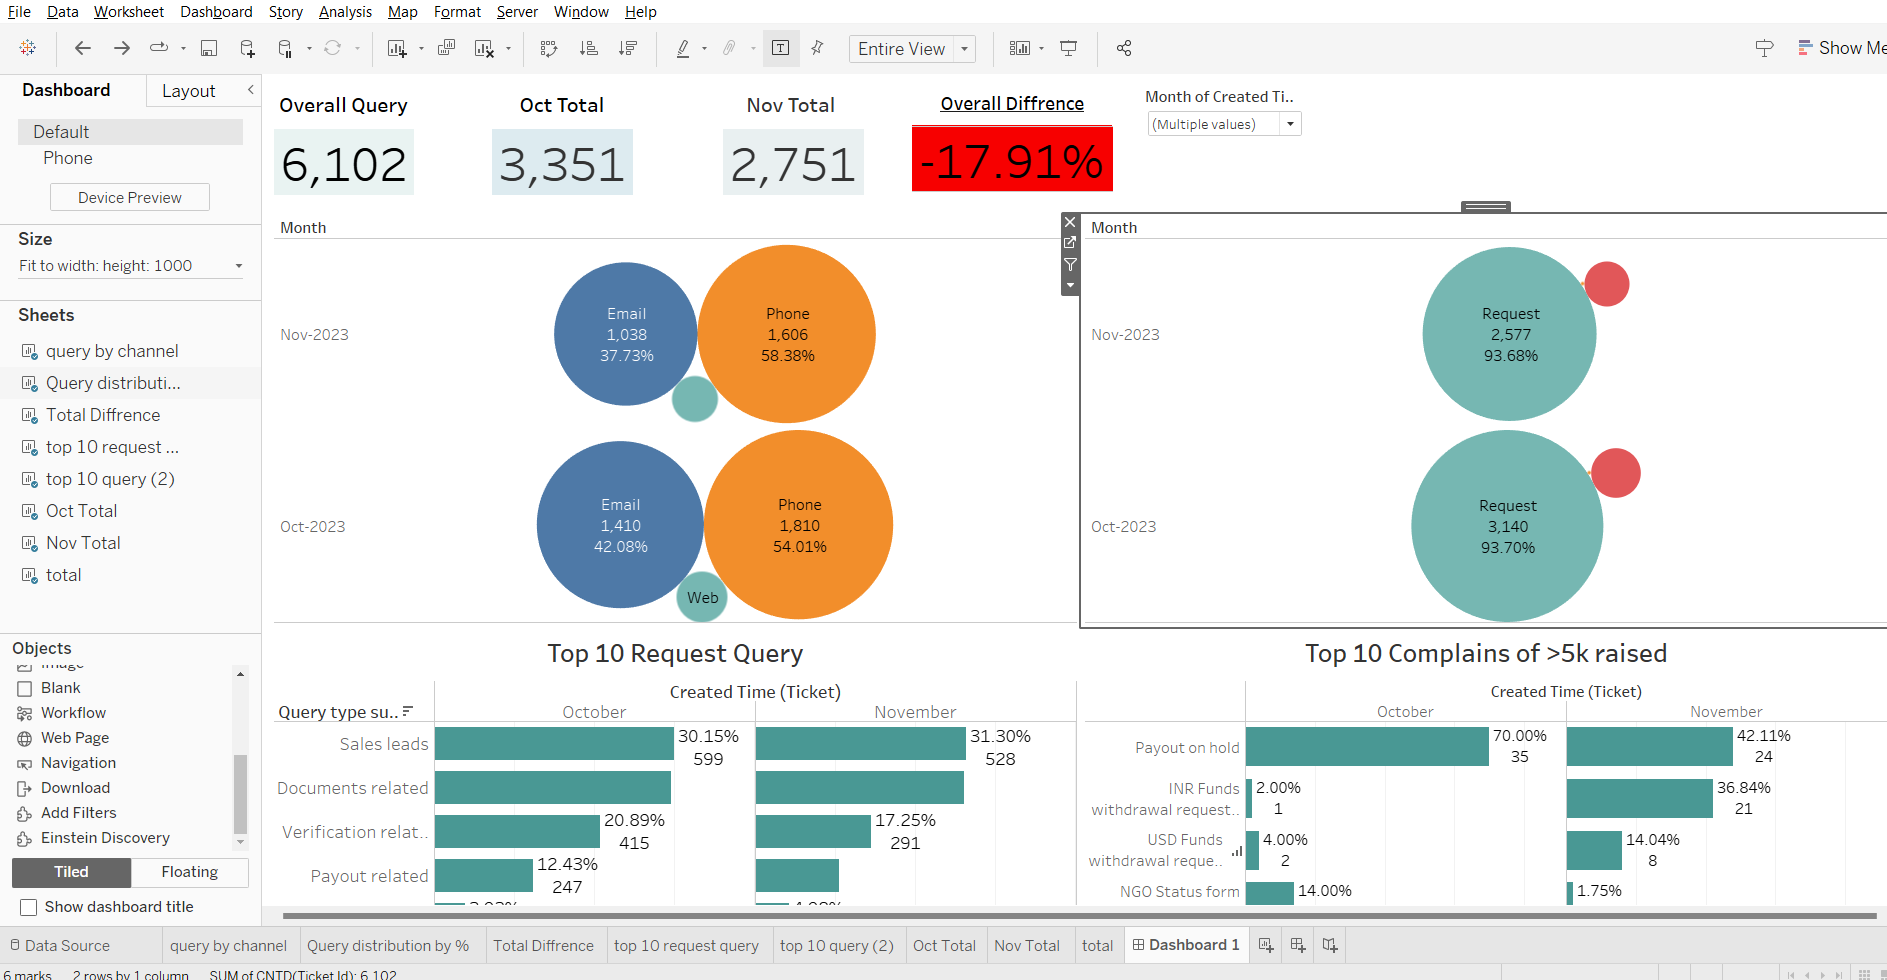 File Data Worksheet Dashboard Story Analysis Map Format Server Window Help
Entire View
Show Me
Dashboard
Layout
Default
Phone
Device Preview
Size
Fit to width: height: 1000
Sheets
query by channel
Query distributi...
Total Diffrence
top 10 request ...
top 10 query (2)
Oct Total
Nov Total
total
Objects
Image
Blank
Workflow
Web Page
Navigation
Download
Add Filters
Einstein Discovery
Tiled
Floating
Show dashboard title
Overall Query
6,102
Oct Total
3,351
Nov Total
2,751
Overall Diffrence
-17.91%
Month of Created Ti..
(Multiple values)
Month
Nov-2023
Email
1,038
37.73%
Phone
1,606
58.38%
Oct-2023
Email
1,410
42.08%
Phone
1,810
54.01%
Web
Month
Nov-2023
Request
2,577
93.68%
Oct-2023
Request
3,140
93.70%
Top 10 Request Query
Created Time (Ticket)
Query type su..
October
November
Sales leads
30.15%
599
31.30%
528
Documents related
Verification relat..
20.89%
415
17.25%
291
Payout related
12.43%
247
Top 10 Complains of >5k raised
Created Time (Ticket)
October
November
Payout on hold
70.00%
35
42.11%
24
INR Funds
withdrawal request..
2.00%
1
36.84%
21
USD Funds
withdrawal reque..
4.00%
2
14.04%
8
NGO Status form
14.00%
1.75%
Data Source
query by channel
Query distribution by %
Total Diffrence
top 10 request query
top 10 query (2)
Oct Total
Nov Total
total
Dashboard 1
6 marks
2 rows by 1 column
SUM of CNTD(Ticket Id): 6,102